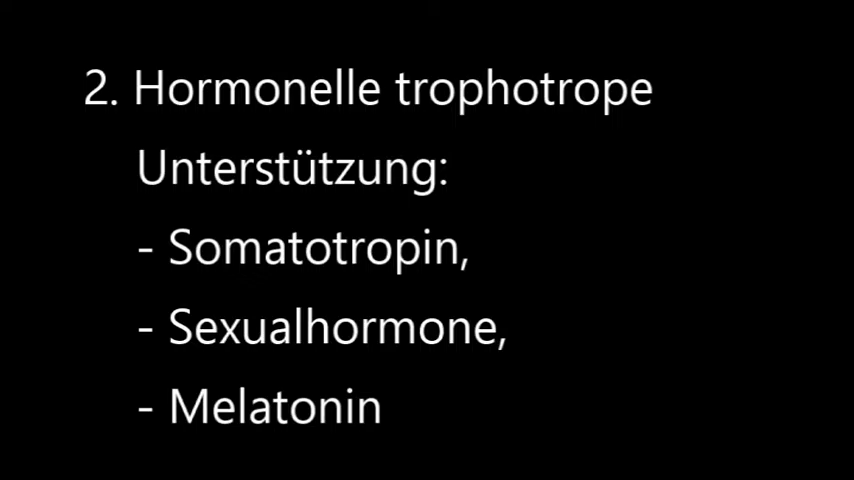 2. Hormonelle trophotrope
Unterstützung:
- Somatotropin,
- Sexualhormone,
- Melatonin